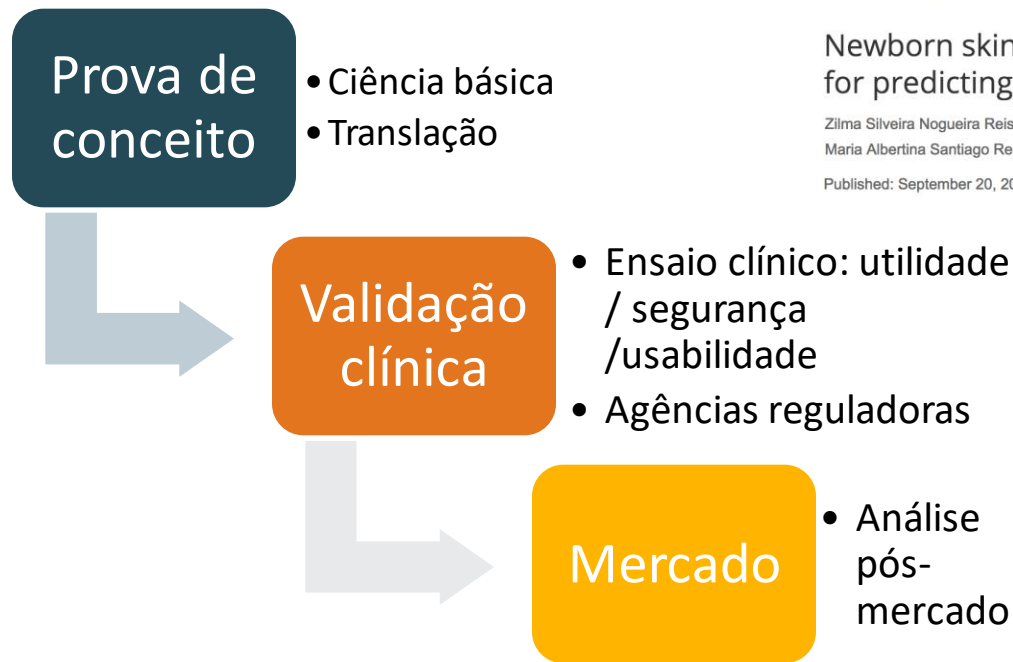 Prova de
conceito
• Ciência básica
• Translação
Newborn skin
for predicting
Zilma Silveira Nogueira Reis
Maria Albertina Santiago Re
Published: September 20, 20
Validação
clínica
• Ensaio clínico: utilidade
/ segurança
/usabilidade
• Agências reguladoras
Mercado
• Análise
pós-
mercado